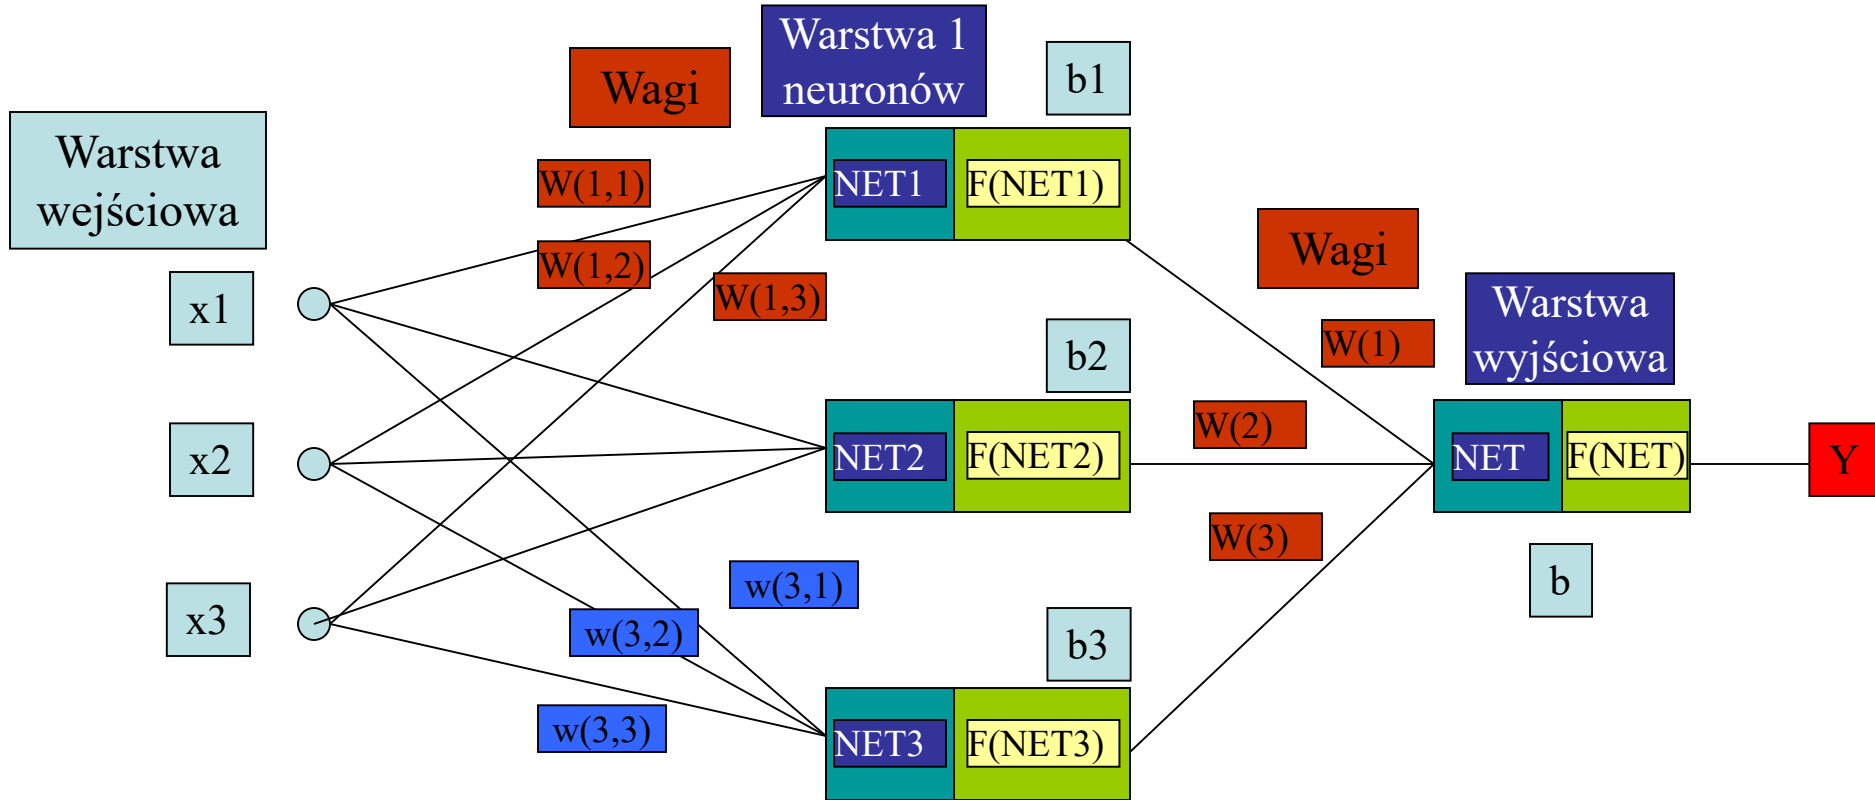 Warstwa 1
neuronów
b1
Wagi
Warstwa
wejściowa
W(1,1)
NET1
F(NET1)
W(1,2)
W(1,3)
Wagi
x1
Warstwa
wyjściowa
b2
W(1)
x2
NET2
F(NET2)
W(2)
NET
F(NET)
Y
W(3)
x3
w(3,1)
w(3,2)
b3
b
w(3,3)
NET3
F(NET3)